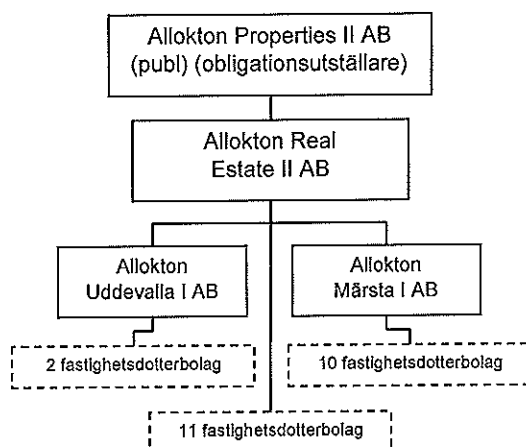 Allokton Properties II AB
(publ) (obligationsutställare)
Allokton Real
Estate II AB
Allokton
Uddevalla I AB
Allokton
Märsta I AB
2 fastighetsdotterbolag
10 fastighetsdotterbolag
11 fastighetsdotterbolag